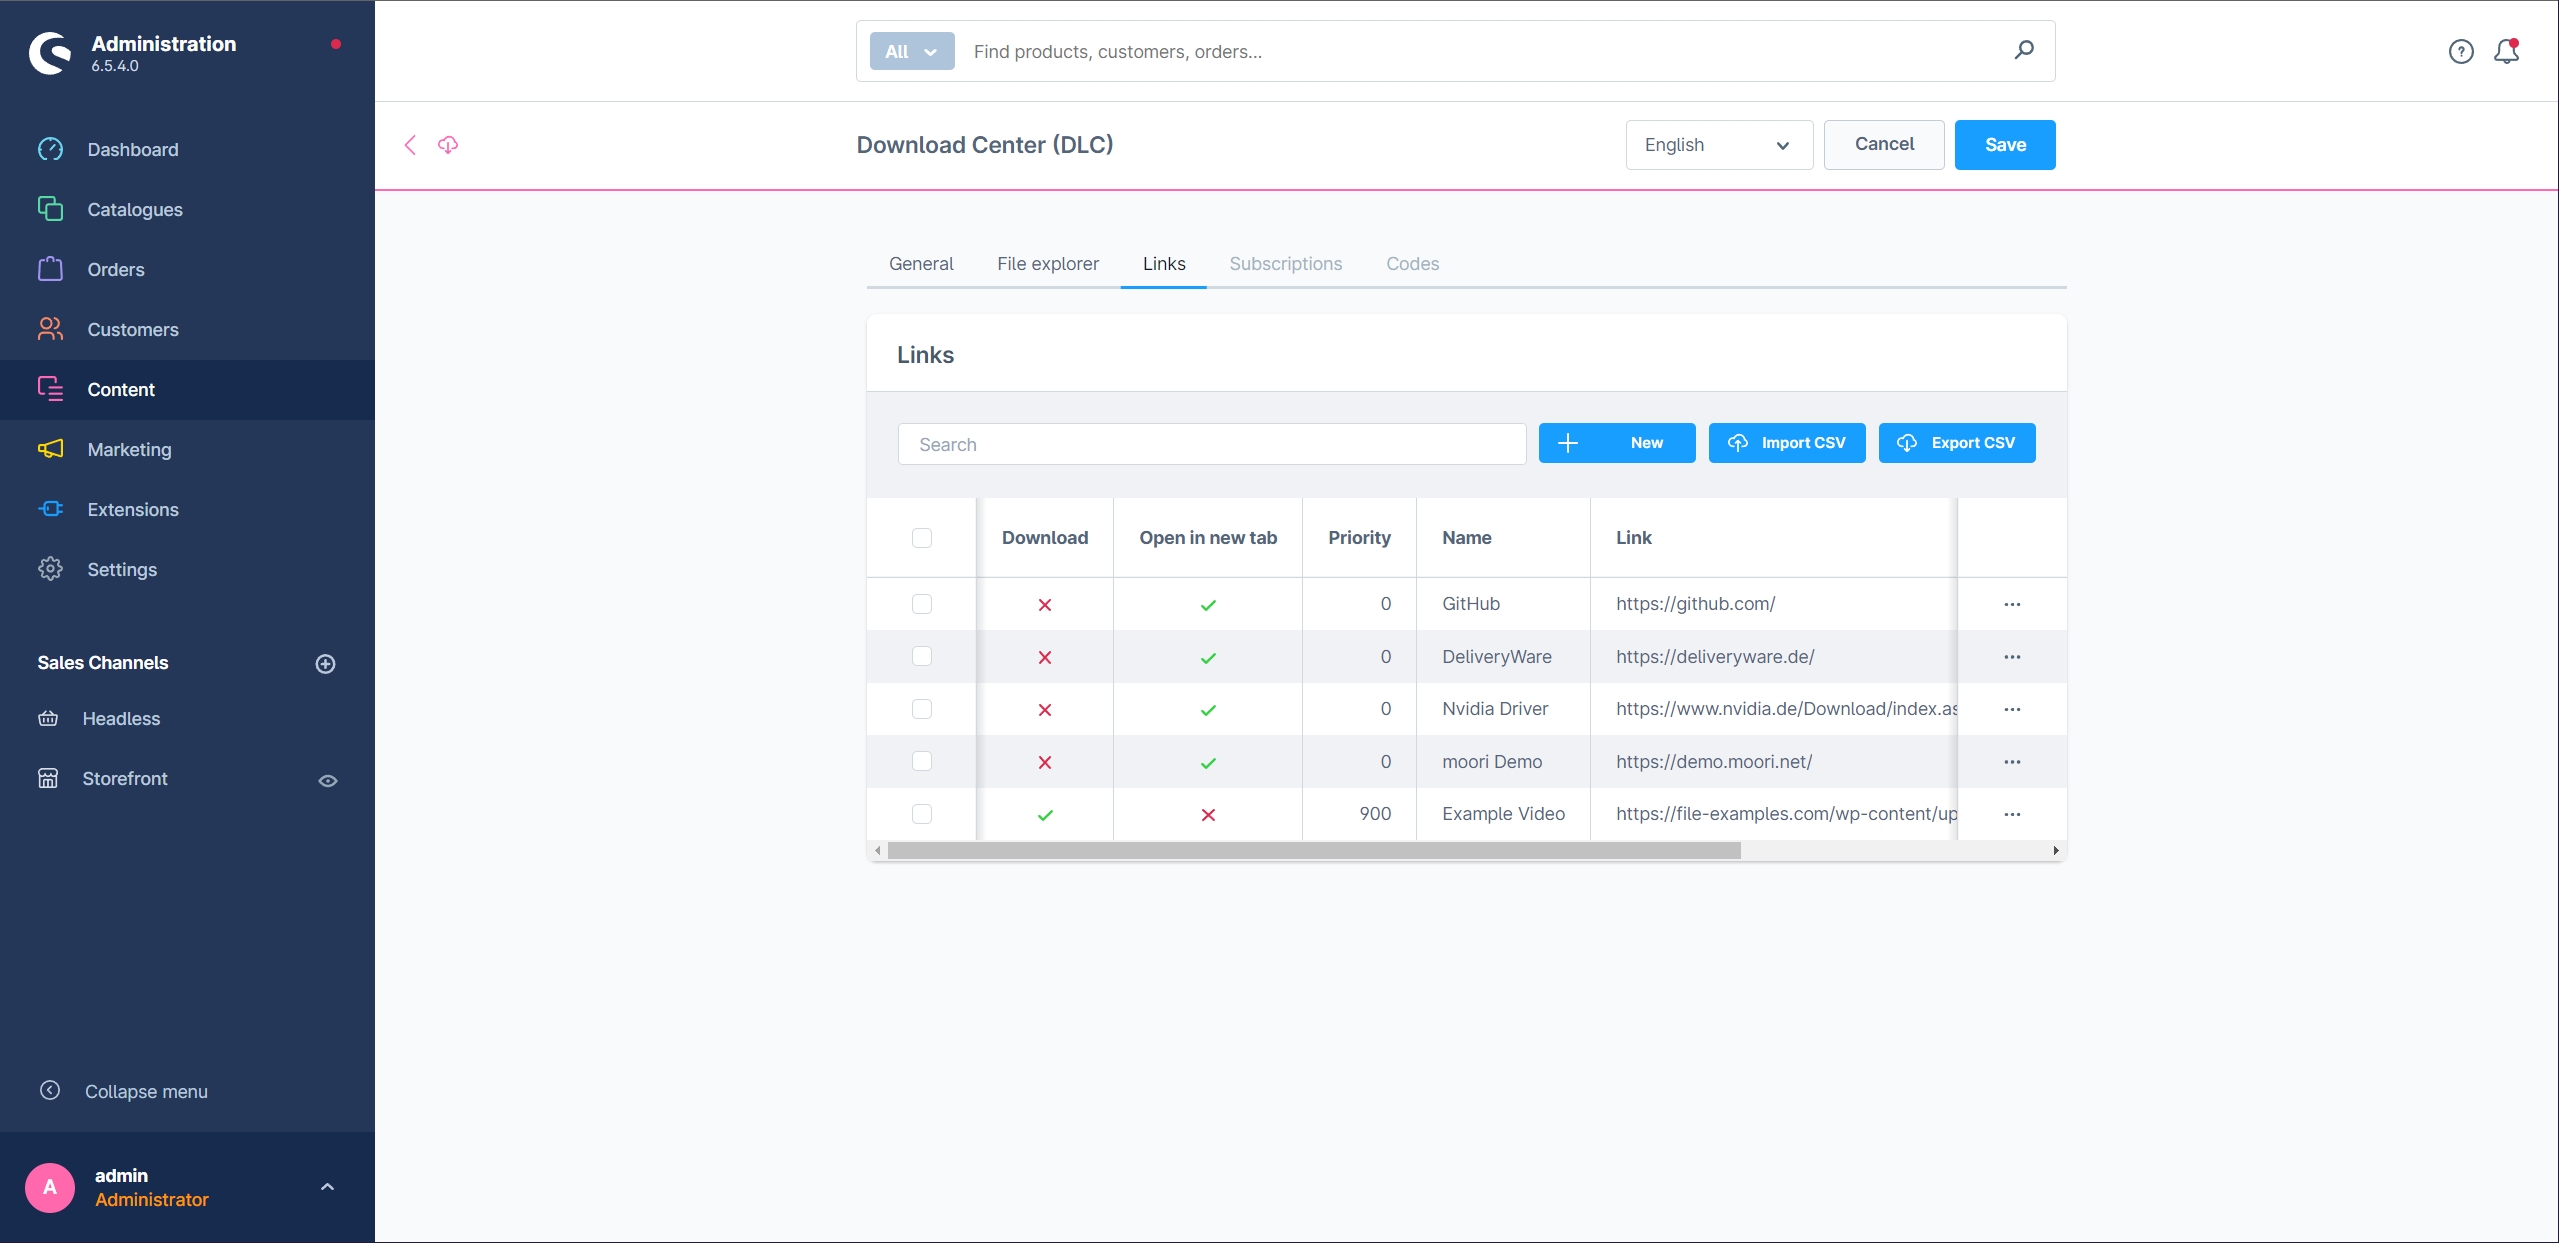 Administration
6.5.4.0
Dashboard
Catalogues
Orders
Customers
Content
Marketing
Extensions
Settings
Sales Channels
Headless
Storefront
Collapse menu
A
admin
Administrator
All
Find products, customers, orders...
Download Center (DLC)
English
Cancel
Save
General File explorer Links Subscriptions Codes
Links
Search
New
Import CSV
Export CSV
Download Open in new tab Priority Name Link
0 GitHub https://github.com/
0 DeliveryWare https://deliveryware.de/
0 Nvidia Driver https://www.nvidia.de/Download/index.as
0 moori Demo https://demo.moori.net/
900 Example Video https://file-examples.com/wp-content/up